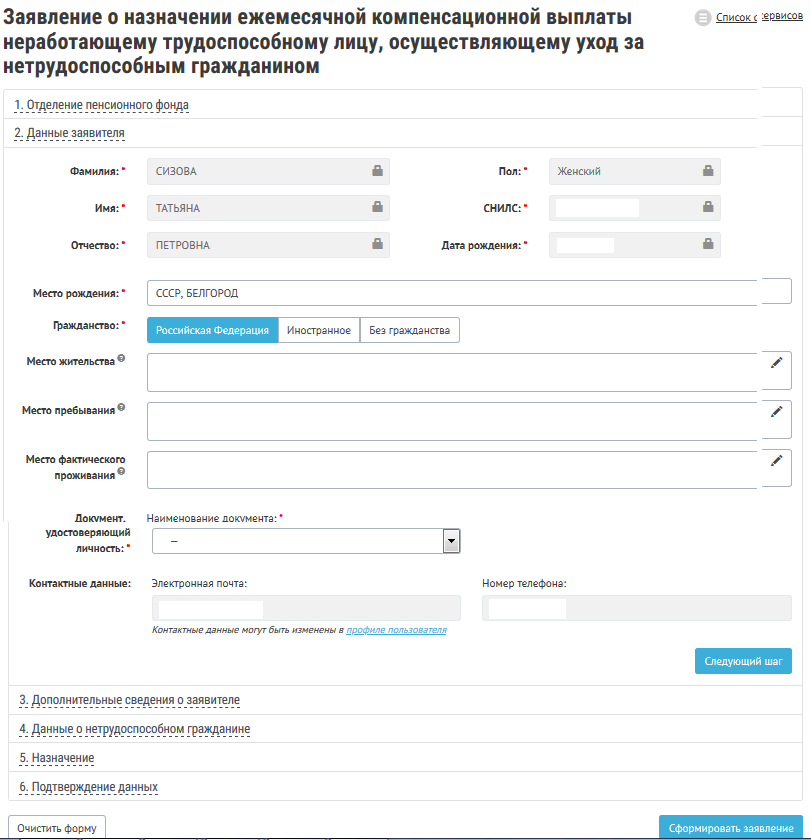 Заявление о назначении ежемесячной компенсационной выплаты
Список с ервисов
неработающему трудоспособному лицу, осуществляющему уход за
нетрудоспособным гражданином
1. Отделение пенсионного фонда
2. Данные заявителя
Фамилия: * СИЗОВА Пол: * Женский
Имя: * ТАТЬЯНА СНИЛС: *
Отчество: * ПЕТРОВНА Дата рождения: *
Место рождения: * СССР, БЕЛГОРОД
Гражданство: * Российская Федерация Иностранное Без гражданства
Место жительства ?
Место пребывания ?
Место фактического
проживания ?
Документ, Наименование документа: *
удостоверяющий
личность: * —
Контактные данные: Электронная почта: Номер телефона:
Контактные данные могут быть изменены в профиле пользователя
Следующий шаг
3. Дополнительные сведения о заявителе
4. Данные о нетрудоспособном гражданине
5. Назначение
6. Подтверждение данных
Очистить форму Сформировать заявление